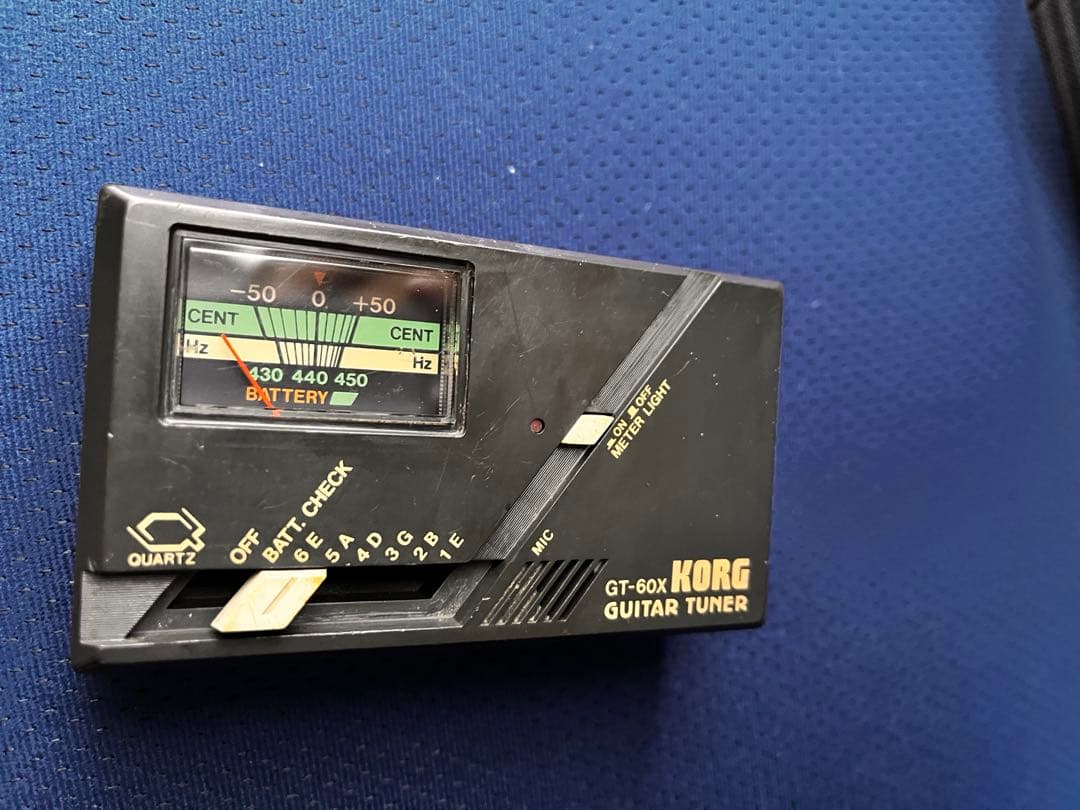 -50 0 +50
CENT CENT
Hz Hz
430 440 450
BATTERY
ON OFF
METER LIGHT
QUARTZ
OFF
BATT. CHECK
6E
5A
4D
3G
2B
1E
MIC
GT-60X KORG
GUITAR TUNER